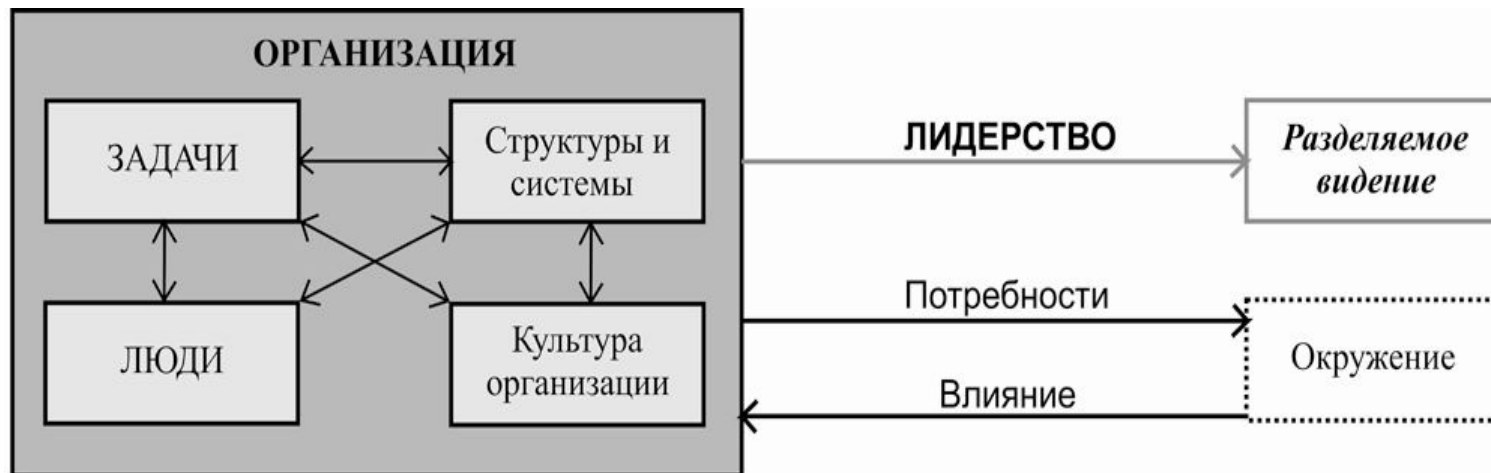 ОРГАНИЗАЦИЯ
ЗАДАЧИ
Структуры и
системы
ЛЮДИ
Культура
организации
ЛИДЕРСТВО
Разделяемое
видение
Потребности
Окружение
Влияние